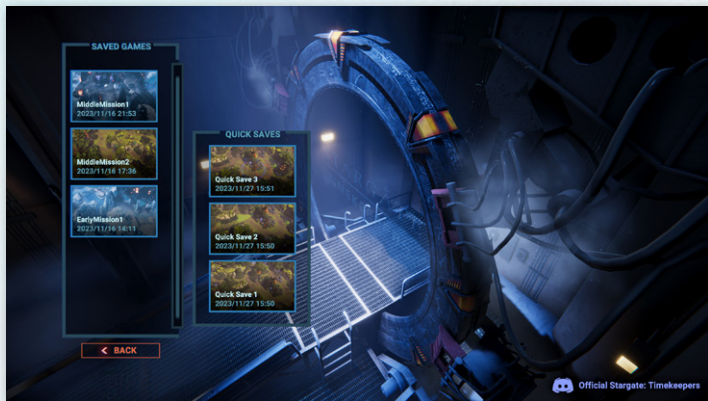 SAVED GAMES
MiddleMission1
2023/11/16 21:53
MiddleMission2
2023/11/16 17:36
EarlyMission1
2023/11/16 14:11
QUICK SAVES
Quick Save 3
2023/11/27 15:51
Quick Save 2
2023/11/27 15:50
Quick Save 1
2023/11/27 15:50
BACK
Official Stargate: Timekeepers